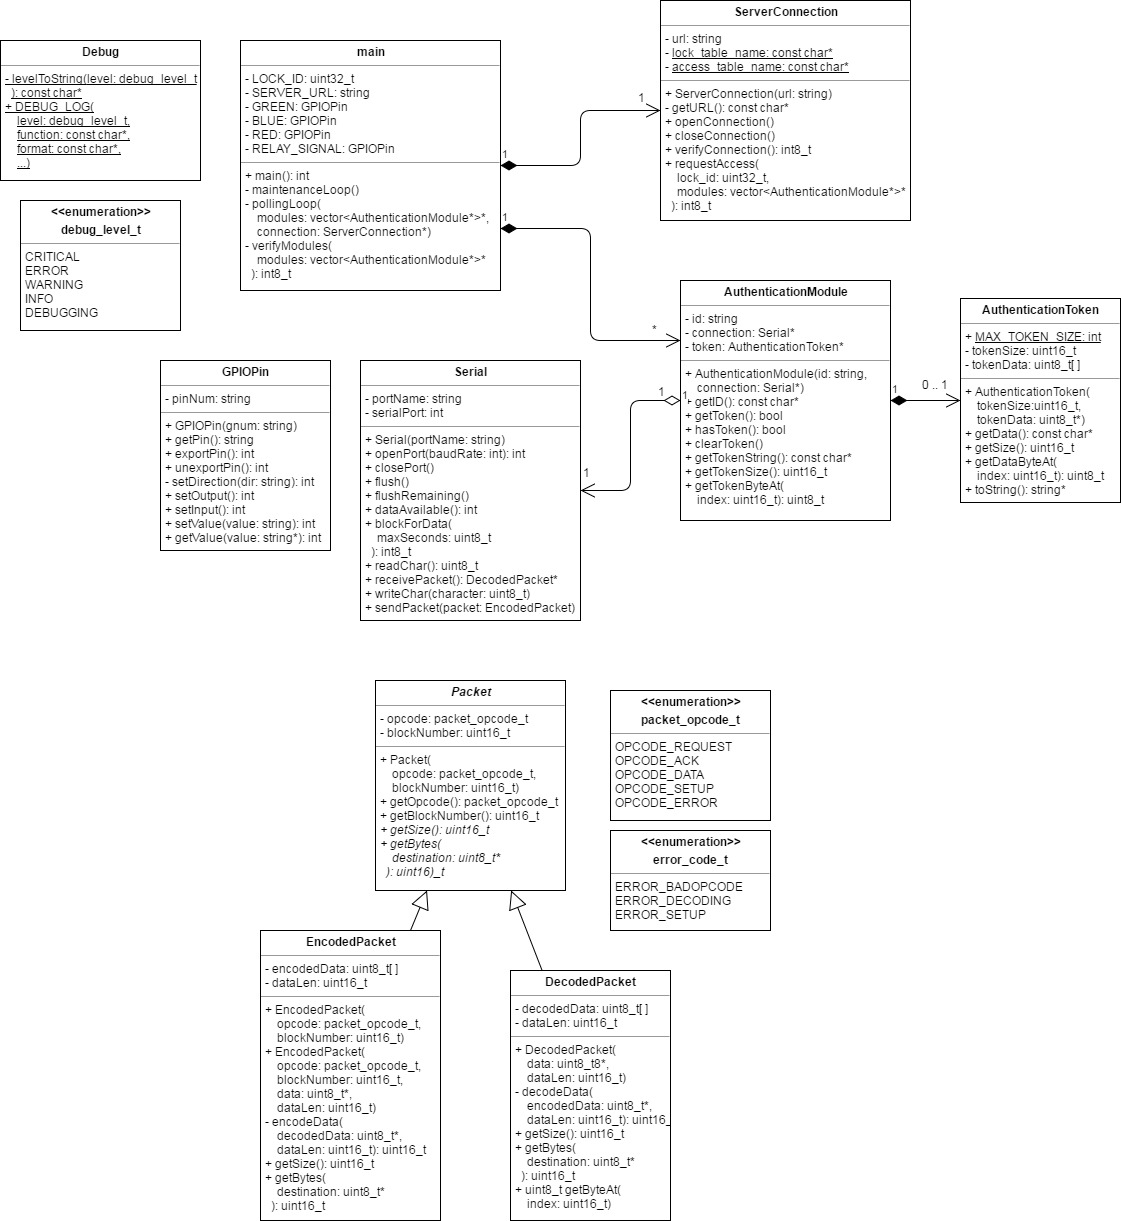 ServerConnection
- url: string
- lock_table_name: const char*
- access_table_name: const char*
+ ServerConnection(url: string)
- getURL(): const char*
+ openConnection()
+ closeConnection()
+ verifyConnection(): int8_t
+ requestAccess(
lock_id: uint32_t,
modules: vector<AuthenticationModule*>*
): int8_t
Debug
- levelToString(level: debug_level_t
): const char*
+ DEBUG_LOG(
level: debug_level_t,
function: const char*,
format: const char*,
...)
main
- LOCK_ID: uint32_t
- SERVER_URL: string
- GREEN: GPIOPin
- BLUE: GPIOPin
- RED: GPIOPin
- RELAY_SIGNAL: GPIOPin
+ main(): int
- maintenanceLoop()
- pollingLoop(
modules: vector<AuthenticationModule*>*,
connection: ServerConnection*)
- verifyModules(
modules: vector<AuthenticationModule*>*
): int8_t
1
1
1
*
<<enumeration>>
debug_level_t
CRITICAL
ERROR
WARNING
INFO
DEBUGGING
AuthenticationModule
- id: string
- connection: Serial*
- token: AuthenticationToken*
+ AuthenticationModule(id: string,
connection: Serial*)
+ getID(): const char*
+ getToken(): bool
+ hasToken(): bool
+ clearToken()
+ getTokenString(): const char*
+ getTokenSize(): uint16_t
+ getTokenByteAt(
index: uint16_t): uint8_t
1
0 .. 1
AuthenticationToken
+ MAX_TOKEN_SIZE: int
- tokenSize: uint16_t
- tokenData: uint8_t[ ]
+ AuthenticationToken(
tokenSize:uint16_t,
tokenData: uint8_t*)
+ getData(): const char*
+ getSize(): uint16_t
+ getDataByteAt(
index: uint16_t): uint8_t
+ toString(): string*
GPIOPin
- pinNum: string
+ GPIOPin(gnum: string)
+ getPin(): string
+ exportPin(): int
+ unexportPin(): int
- setDirection(dir: string): int
+ setOutput(): int
+ setInput(): int
+ setValue(value: string): int
+ getValue(value: string*): int
Serial
- portName: string
- serialPort: int
+ Serial(portName: string)
+ openPort(baudRate: int): int
+ closePort()
+ flush()
+ flushRemaining()
+ dataAvailable(): int
+ blockForData(
maxSeconds: uint8_t
): int8_t
+ readChar(): uint8_t
+ receivePacket(): DecodedPacket*
+ writeChar(character: uint8_t)
+ sendPacket(packet: EncodedPacket)
1
1
1
Packet
- opcode: packet_opcode_t
- blockNumber: uint16_t
+ Packet(
opcode: packet_opcode_t,
blockNumber: uint16_t)
+ getOpcode(): packet_opcode_t
+ getBlockNumber(): uint16_t
+ getSize(): uint16_t
+ getBytes(
destination: uint8_t*
): uint16)_t
<<enumeration>>
packet_opcode_t
OPCODE_REQUEST
OPCODE_ACK
OPCODE_DATA
OPCODE_SETUP
OPCODE_ERROR
<<enumeration>>
error_code_t
ERROR_BADOPCODE
ERROR_DECODING
ERROR_SETUP
EncodedPacket
- encodedData: uint8_t[ ]
- dataLen: uint16_t
+ EncodedPacket(
opcode: packet_opcode_t,
blockNumber: uint16_t)
+ EncodedPacket(
opcode: packet_opcode_t,
blockNumber: uint16_t,
data: uint8_t*,
dataLen: uint16_t)
- encodeData(
decodedData: uint8_t*,
dataLen: uint16_t): uint16_t
+ getSize(): uint16_t
+ getBytes(
destination: uint8_t*
): uint16_t
DecodedPacket
- decodedData: uint8_t[ ]
- dataLen: uint16_t
+ DecodedPacket(
data: uint8_t8*,
dataLen: uint16_t)
- decodeData(
encodedData: uint8_t*,
dataLen: uint16_t): uint16_
+ getSize(): uint16_t
+ getBytes(
destination: uint8_t*
): uint16_t
+ uint8_t getByteAt(
index: uint16_t)